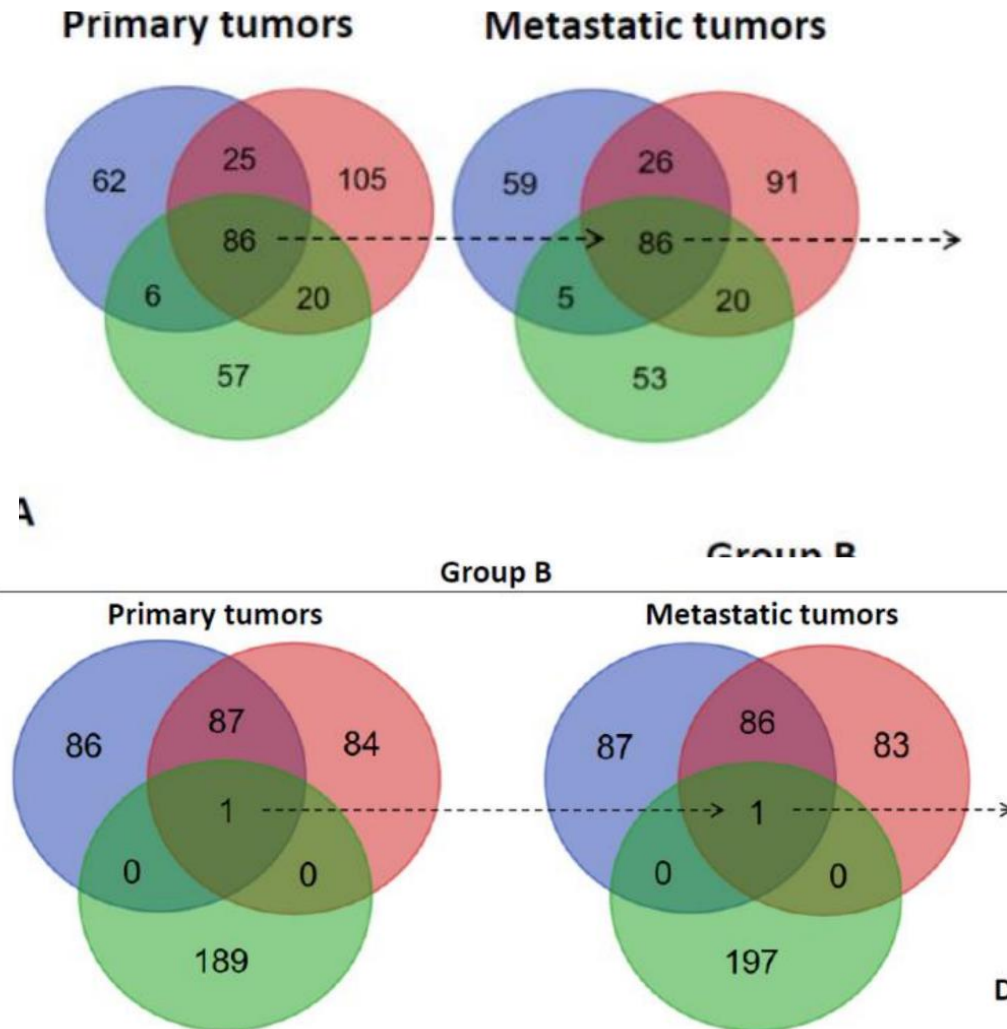 Primary tumors Metastatic tumors
62 25 105 59 26 91
86 86
6 20 5 20
57 53
A
Group B
Group B
Primary tumors Metastatic tumors
86 87 84 87 86 83
1 1
0 0 0 0
189 197
D